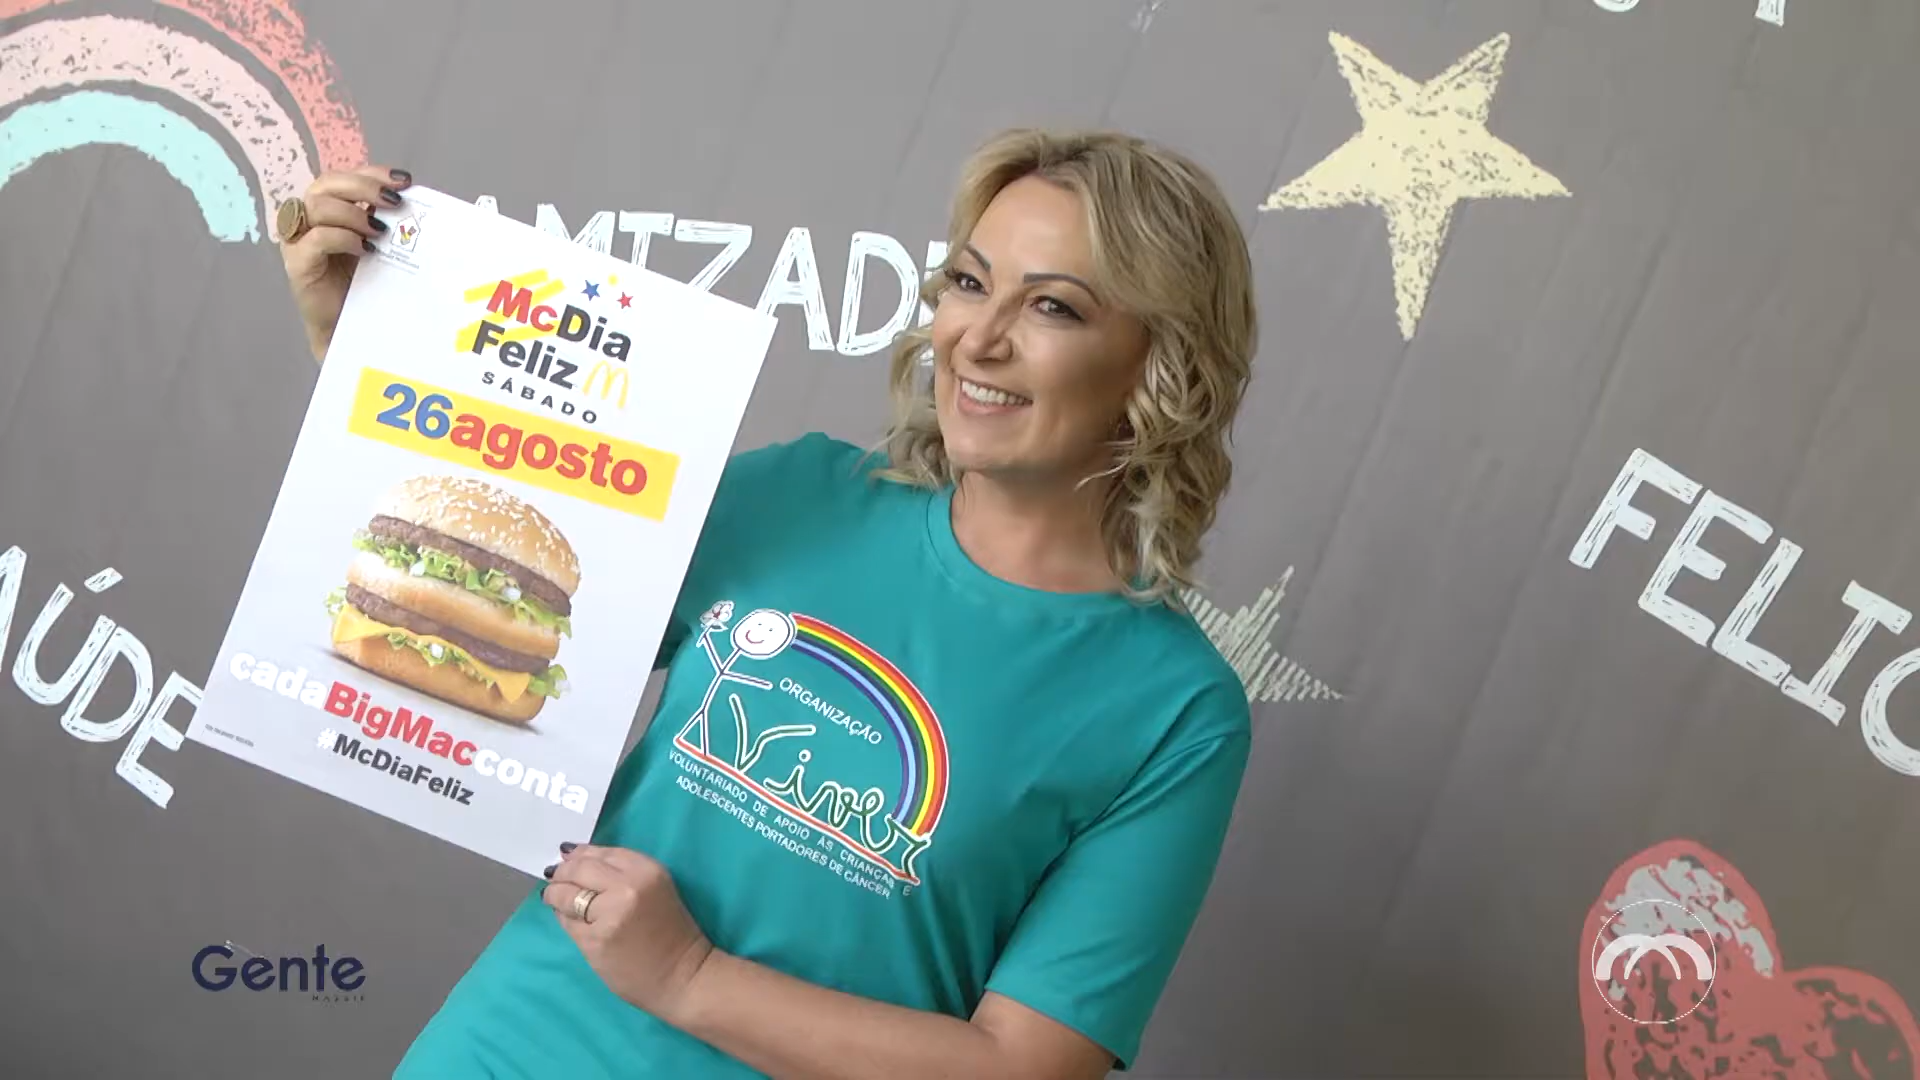 AMIZADE
McDia
Feliz
SÁBADO
26agosto
cadaBigMacconta
#McDiaFeliz
SAÚDE
FELIC
ORGANIZAÇÃO
Viver
VOLUNTARIADO DE APOIO ÀS CRIANÇAS E
ADOLESCENTES PORTADORES DE CÂNCER
Gente